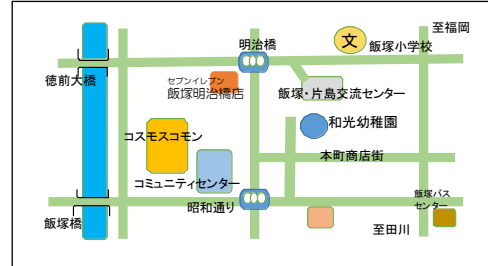 至福岡
文
飯塚小学校
明治橋
徳前大橋
セブンイレブン
飯塚明治橋店
飯塚・片島交流センター
和光幼稚園
コスモスコモン
本町商店街
コミュニティセンター
飯塚バス
センター
昭和通り
飯塚橋
至田川